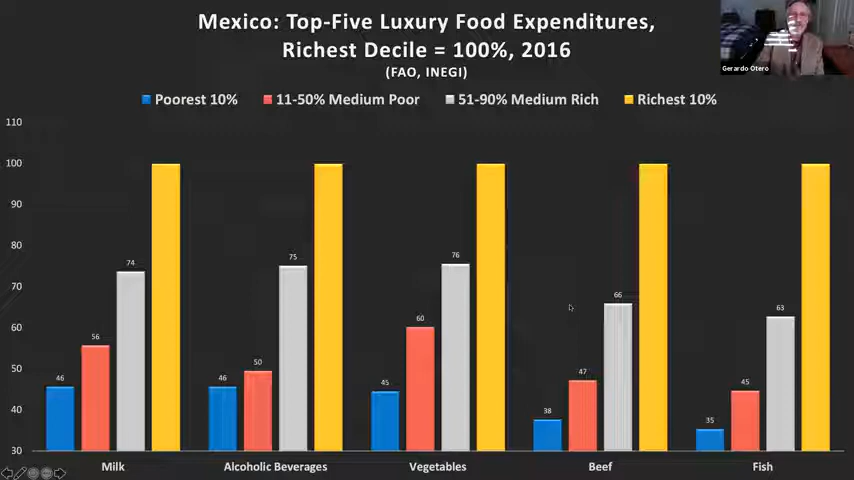 Mexico: Top-Five Luxury Food Expenditures,
Richest Decile = 100%, 2016
(FAO, INEGI)
Gerardo Otero
Poorest 10% 11-50% Medium Poor 51-90% Medium Rich Richest 10%
110
100
90
80
70
60
50
40
30
46 56 74
46 50 75
45 60 76
38 47 66
35 45 63
Milk Alcoholic Beverages Vegetables Beef Fish